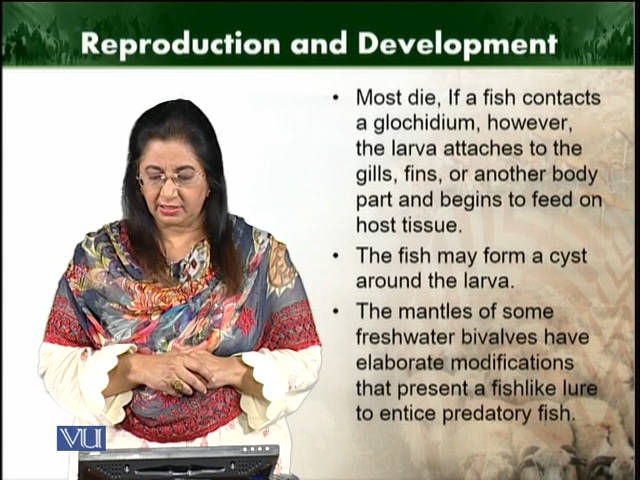 Reproduction and Development
• Most die, If a fish contacts
a glochidium, however,
the larva attaches to the
gills, fins, or another body
part and begins to feed on
host tissue.
• The fish may form a cyst
around the larva.
• The mantles of some
freshwater bivalves have
elaborate modifications
that present a fishlike lure
to entice predatory fish.
VU